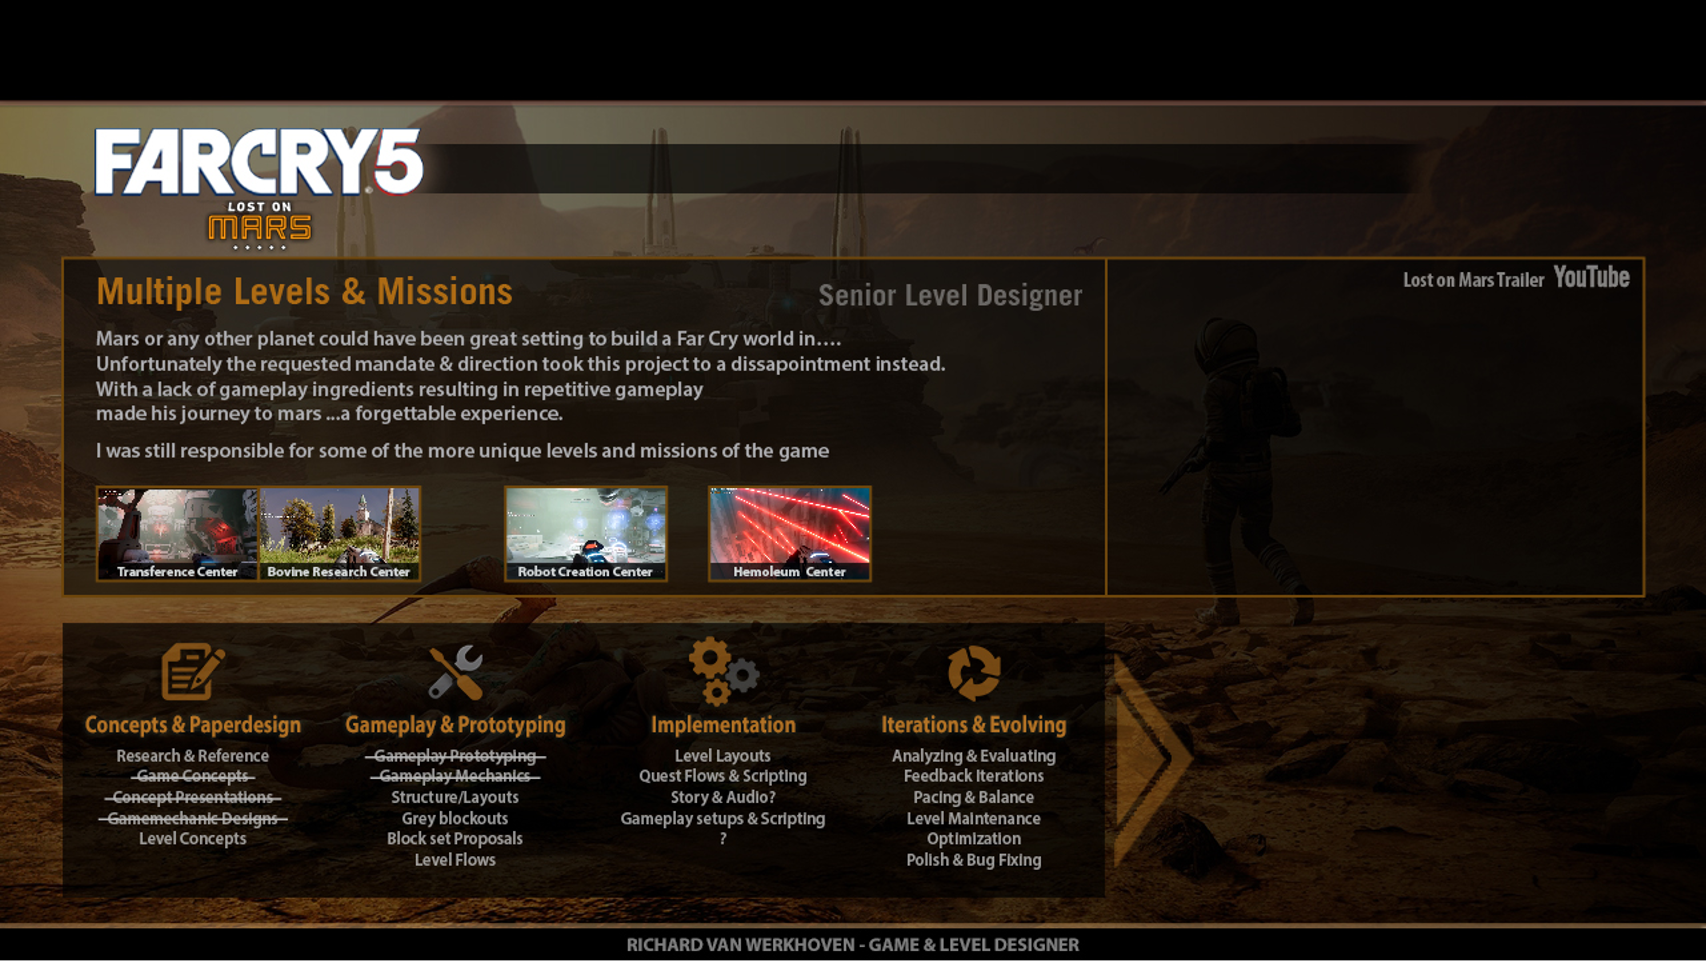 FARCRY5
LOST ON
MARS
Multiple Levels & Missions
Senior Level Designer
Lost on Mars Trailer YouTube
Mars or any other planet could have been great setting to build a Far Cry world in....
Unfortunately the requested mandate & direction took this project to a dissapointment instead.
With a lack of gameplay ingredients resulting in repetitive gameplay
made his journey to mars ...a forgettable experience.
I was still responsible for some of the more unique levels and missions of the game
Transference Center
Bovine Research Center
Robot Creation Center
Hemoleum Center
Concepts & Paperdesign
Research & Reference
Game Concepts
Concept Presentations
Gamemechanic Designs
Level Concepts
Gameplay & Prototyping
Gameplay Prototyping
Gameplay Mechanics
Structure/Layouts
Grey blockouts
Block set Proposals
Level Flows
Implementation
Level Layouts
Quest Flows & Scripting
Story & Audio?
Gameplay setups & Scripting
?
Iterations & Evolving
Analyzing & Evaluating
Feedback Iterations
Pacing & Balance
Level Maintenance
Optimization
Polish & Bug Fixing
RICHARD VAN WERKHOVEN - GAME & LEVEL DESIGNER